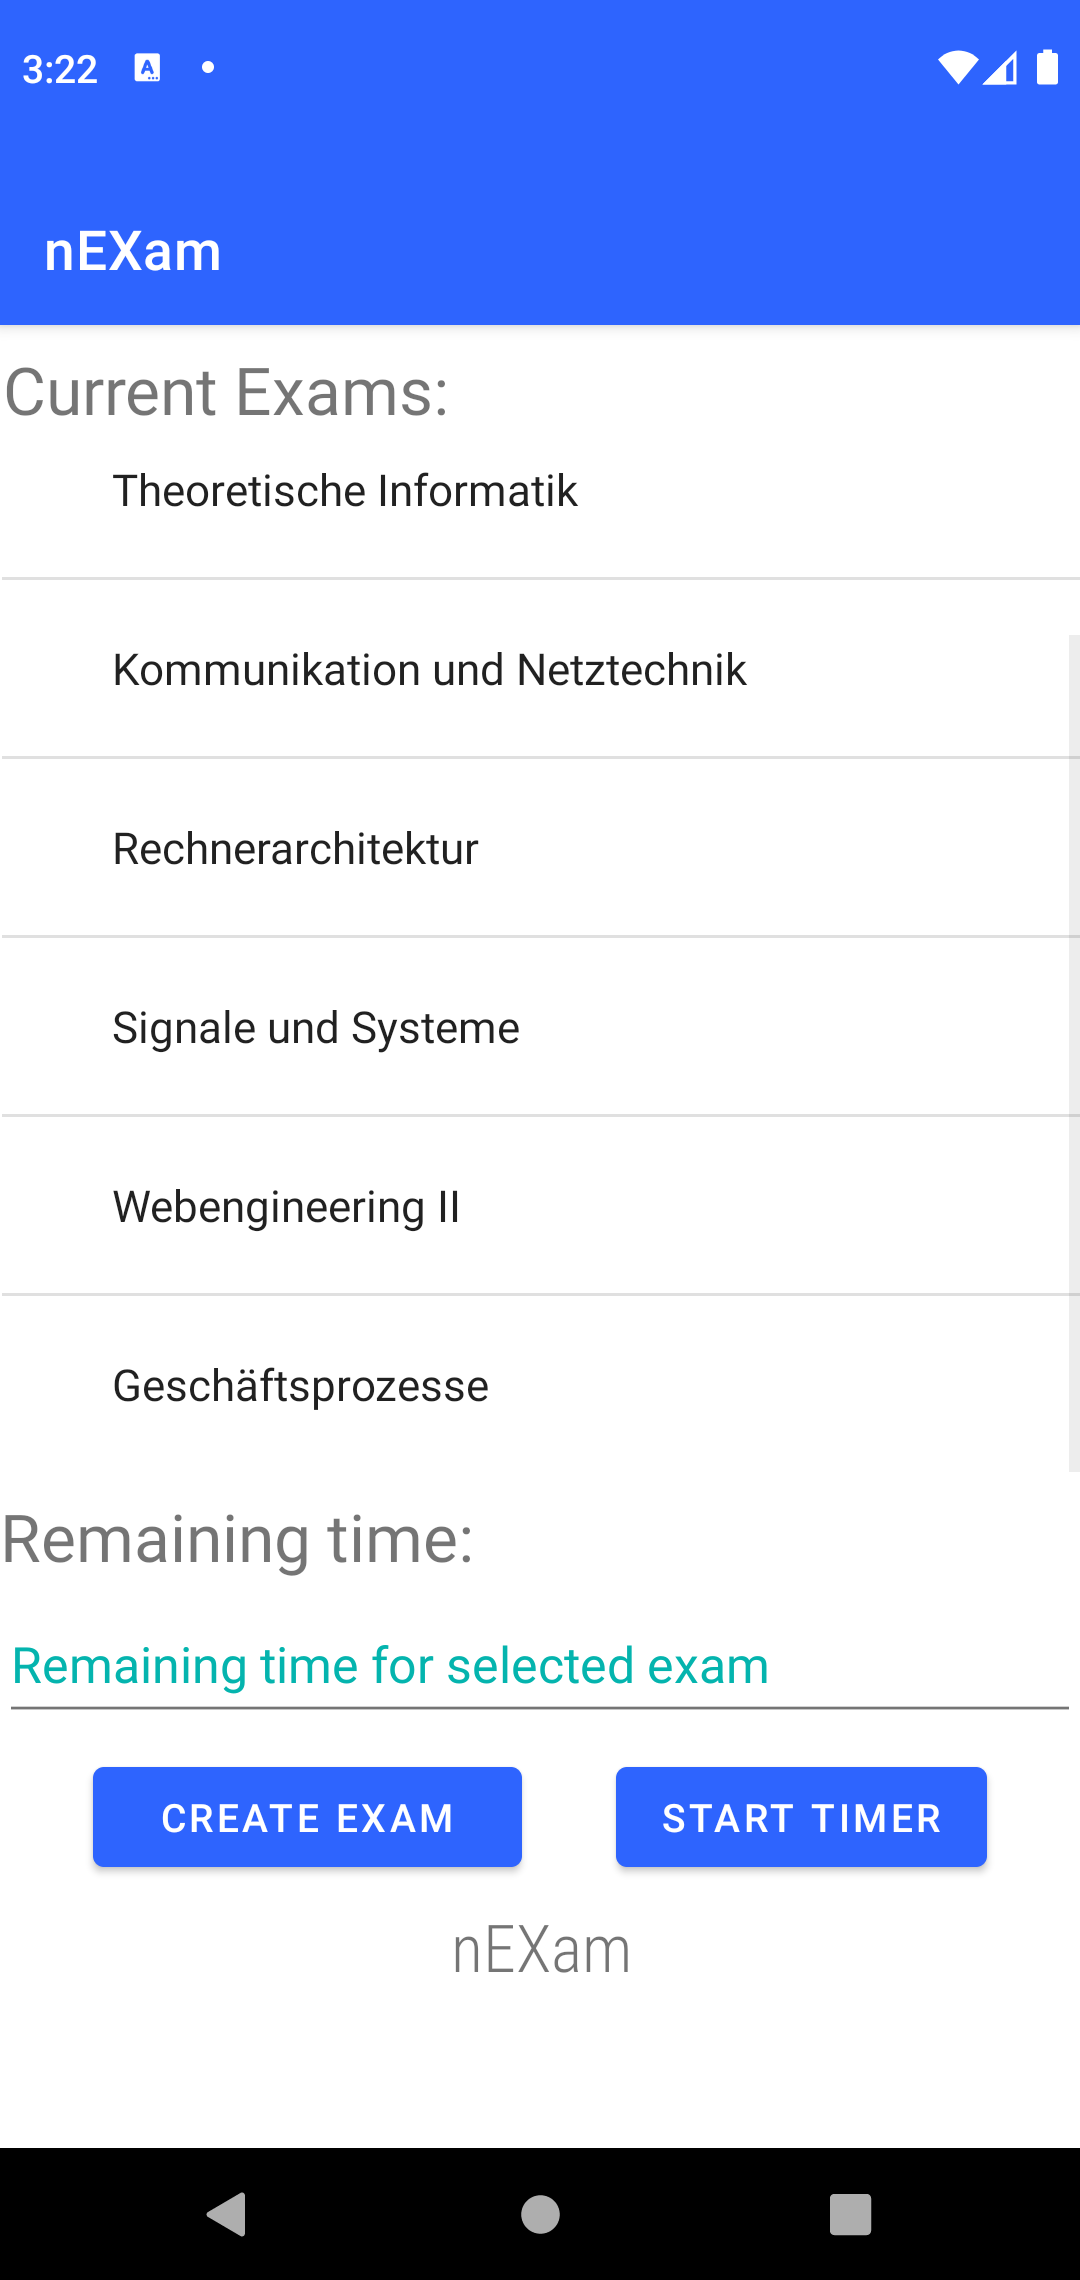 3:22
nEXam
Current Exams:
Theoretische Informatik
Kommunikation und Netztechnik
Rechnerarchitektur
Signale und Systeme
Webengineering II
Geschäftsprozesse
Remaining time:
Remaining time for selected exam
CREATE EXAM START TIMER
nEXam